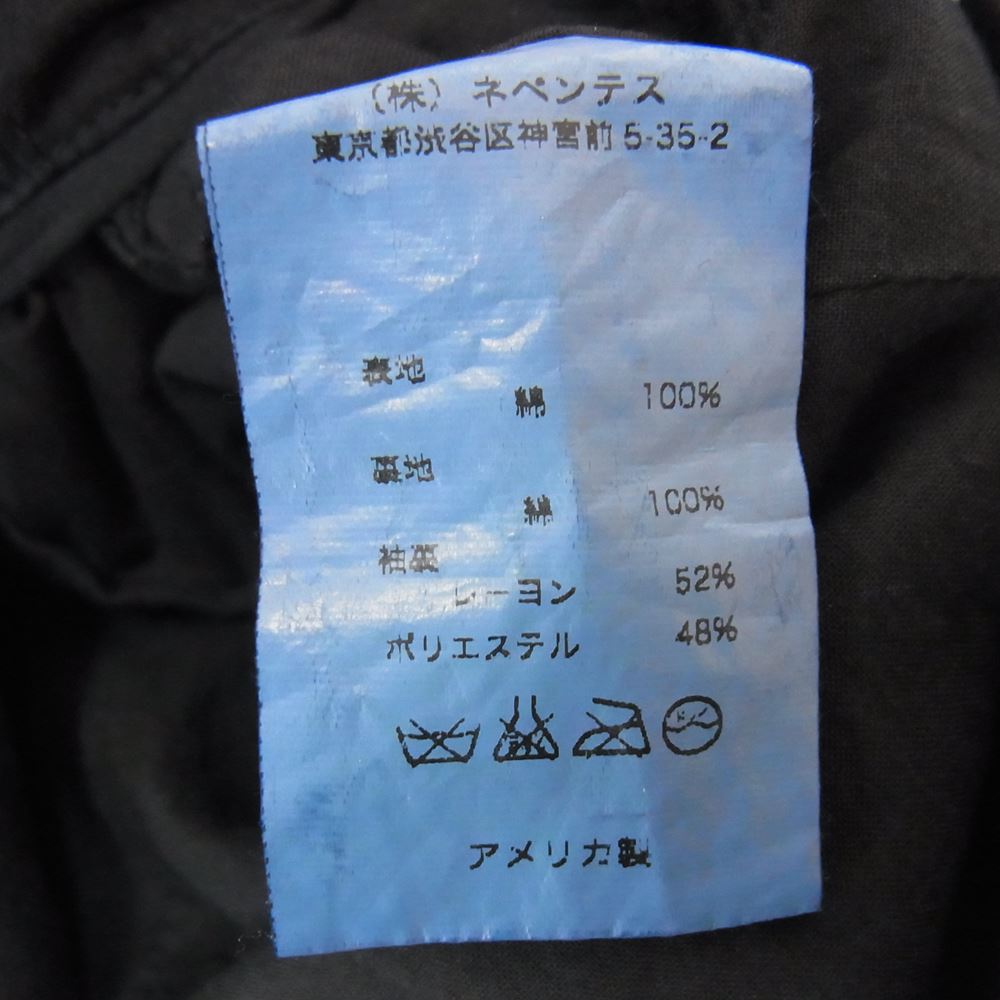 （株）ネペンテス
東京都渋谷区神宮前5-35-2
表地
綿 100%
裏地
綿 100%
袖裏
レーヨン 52%
ポリエステル 48%
アメリカ製